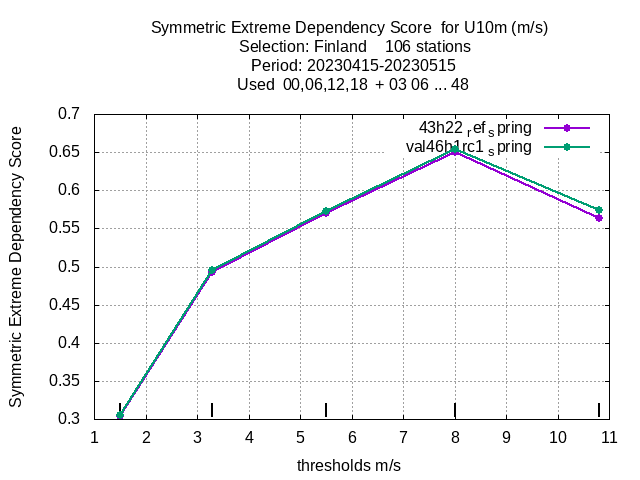 Symmetric Extreme Dependency Score  for U10m (m/s)
Selection: Finland    106 stations
Period: 20230415-20230515
Used  00,06,12,18  + 03 06 ... 48
Symmetric Extreme Dependency Score
0.7
0.65
0.6
0.55
0.5
0.45
0.4
0.35
0.3
43h22 ref spring
val46h1rc1 spring
1 2 3 4 5 6 7 8 9 10 11
thresholds m/s